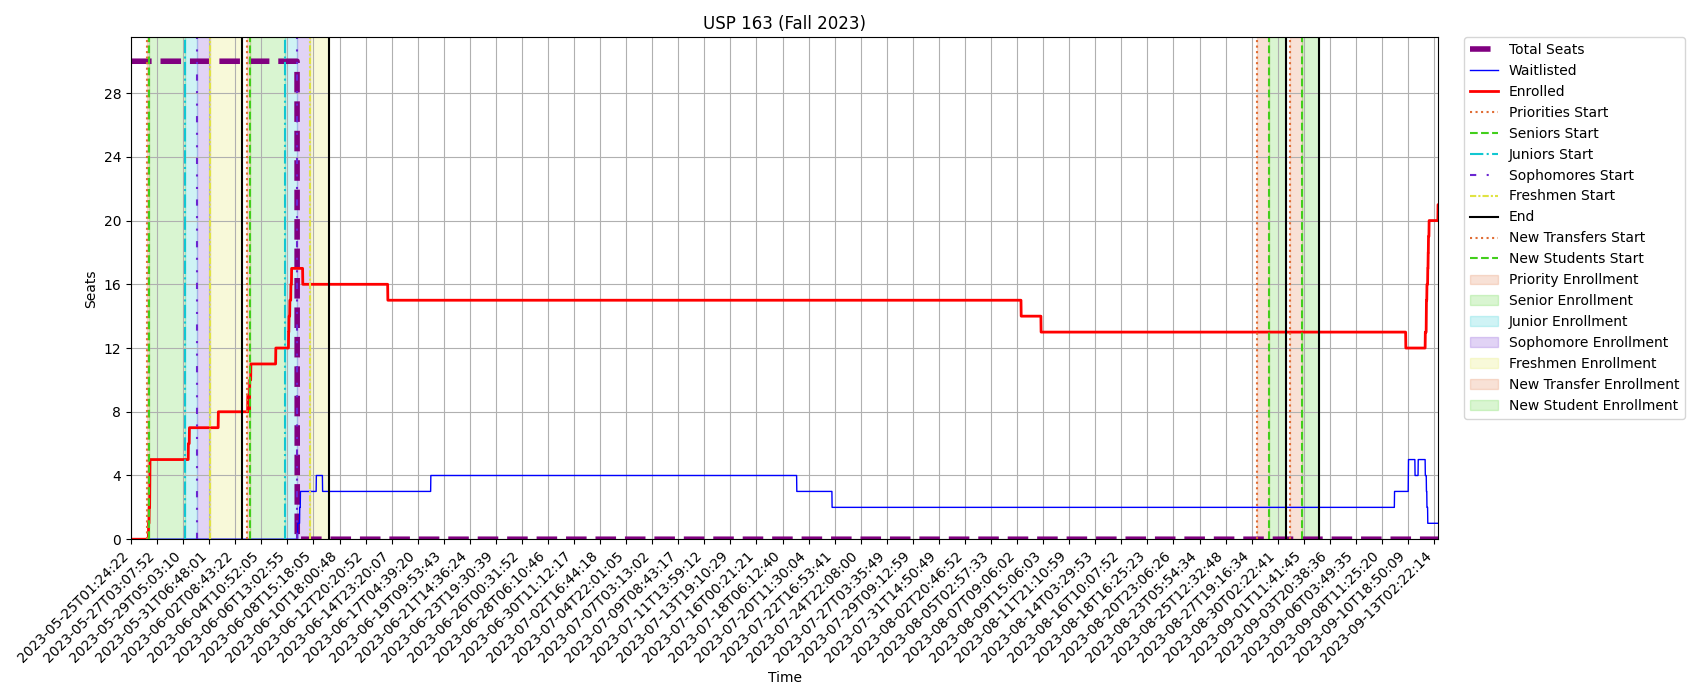 USP 163 (Fall 2023)
Seats
28
24
20
16
12
8
4
0
2023-05-25T01:24:22
2023-05-27T03:07:52
2023-05-29T05:03:10
2023-05-31T06:48:01
2023-06-02T08:43:22
2023-06-04T10:52:05
2023-06-06T13:02:55
2023-06-08T15:18:05
2023-06-10T18:00:48
2023-06-12T20:20:52
2023-06-14T23:20:07
2023-06-17T04:39:20
2023-06-19T09:53:43
2023-06-21T14:36:24
2023-06-23T19:30:39
2023-06-26T00:31:52
2023-06-28T06:10:46
2023-06-30T11:12:17
2023-07-02T16:44:18
2023-07-04T22:01:05
2023-07-07T03:13:02
2023-07-09T08:43:17
2023-07-11T13:59:12
2023-07-13T19:10:29
2023-07-16T00:21:21
2023-07-18T06:12:40
2023-07-20T11:30:04
2023-07-22T16:53:41
2023-07-24T22:08:00
2023-07-27T03:35:49
2023-07-29T09:12:59
2023-07-31T14:50:49
2023-08-02T20:46:52
2023-08-05T02:57:33
2023-08-07T09:06:02
2023-08-09T15:06:03
2023-08-11T21:10:59
2023-08-14T03:29:53
2023-08-16T10:07:52
2023-08-18T16:25:23
2023-08-20T23:06:26
2023-08-23T05:54:34
2023-08-25T12:32:48
2023-08-27T19:16:34
2023-08-30T02:22:41
2023-09-01T11:41:45
2023-09-03T20:38:36
2023-09-06T03:49:35
2023-09-08T11:25:20
2023-09-10T18:50:09
2023-09-13T02:22:14
Time
Total Seats
Waitlisted
Enrolled
Priorities Start
Seniors Start
Juniors Start
Sophomores Start
Freshmen Start
End
New Transfers Start
New Students Start
Priority Enrollment
Senior Enrollment
Junior Enrollment
Sophomore Enrollment
Freshmen Enrollment
New Transfer Enrollment
New Student Enrollment